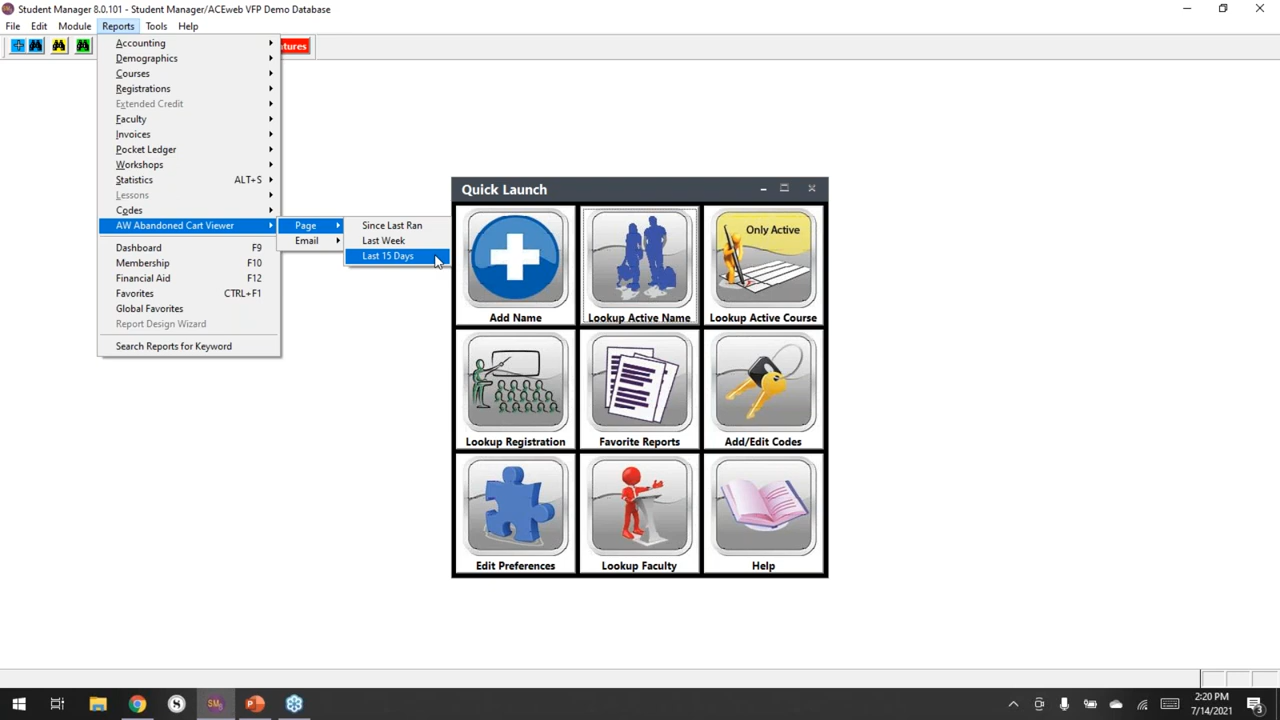 Student Manager 8.0.101 - Student Manager/ACEweb VFP Demo Database
File Edit Module Reports Tools Help
tures
Accounting
Demographics
Courses
Registrations
Extended Credit
Faculty
Invoices
Pocket Ledger
Workshops
Statistics ALT+S
Lessons
Codes
AW Abandoned Cart Viewer
Dashboard F9
Membership F10
Financial Aid F12
Favorites CTRL+F1
Global Favorites
Report Design Wizard
Search Reports for Keyword
Page
Email
Since Last Ran
Last Week
Last 15 Days
Quick Launch
Only Active
Add Name Lookup Active Name Lookup Active Course
Lookup Registration Favorite Reports Add/Edit Codes
Edit Preferences Lookup Faculty Help
SM
2:20 PM
7/14/2021
3